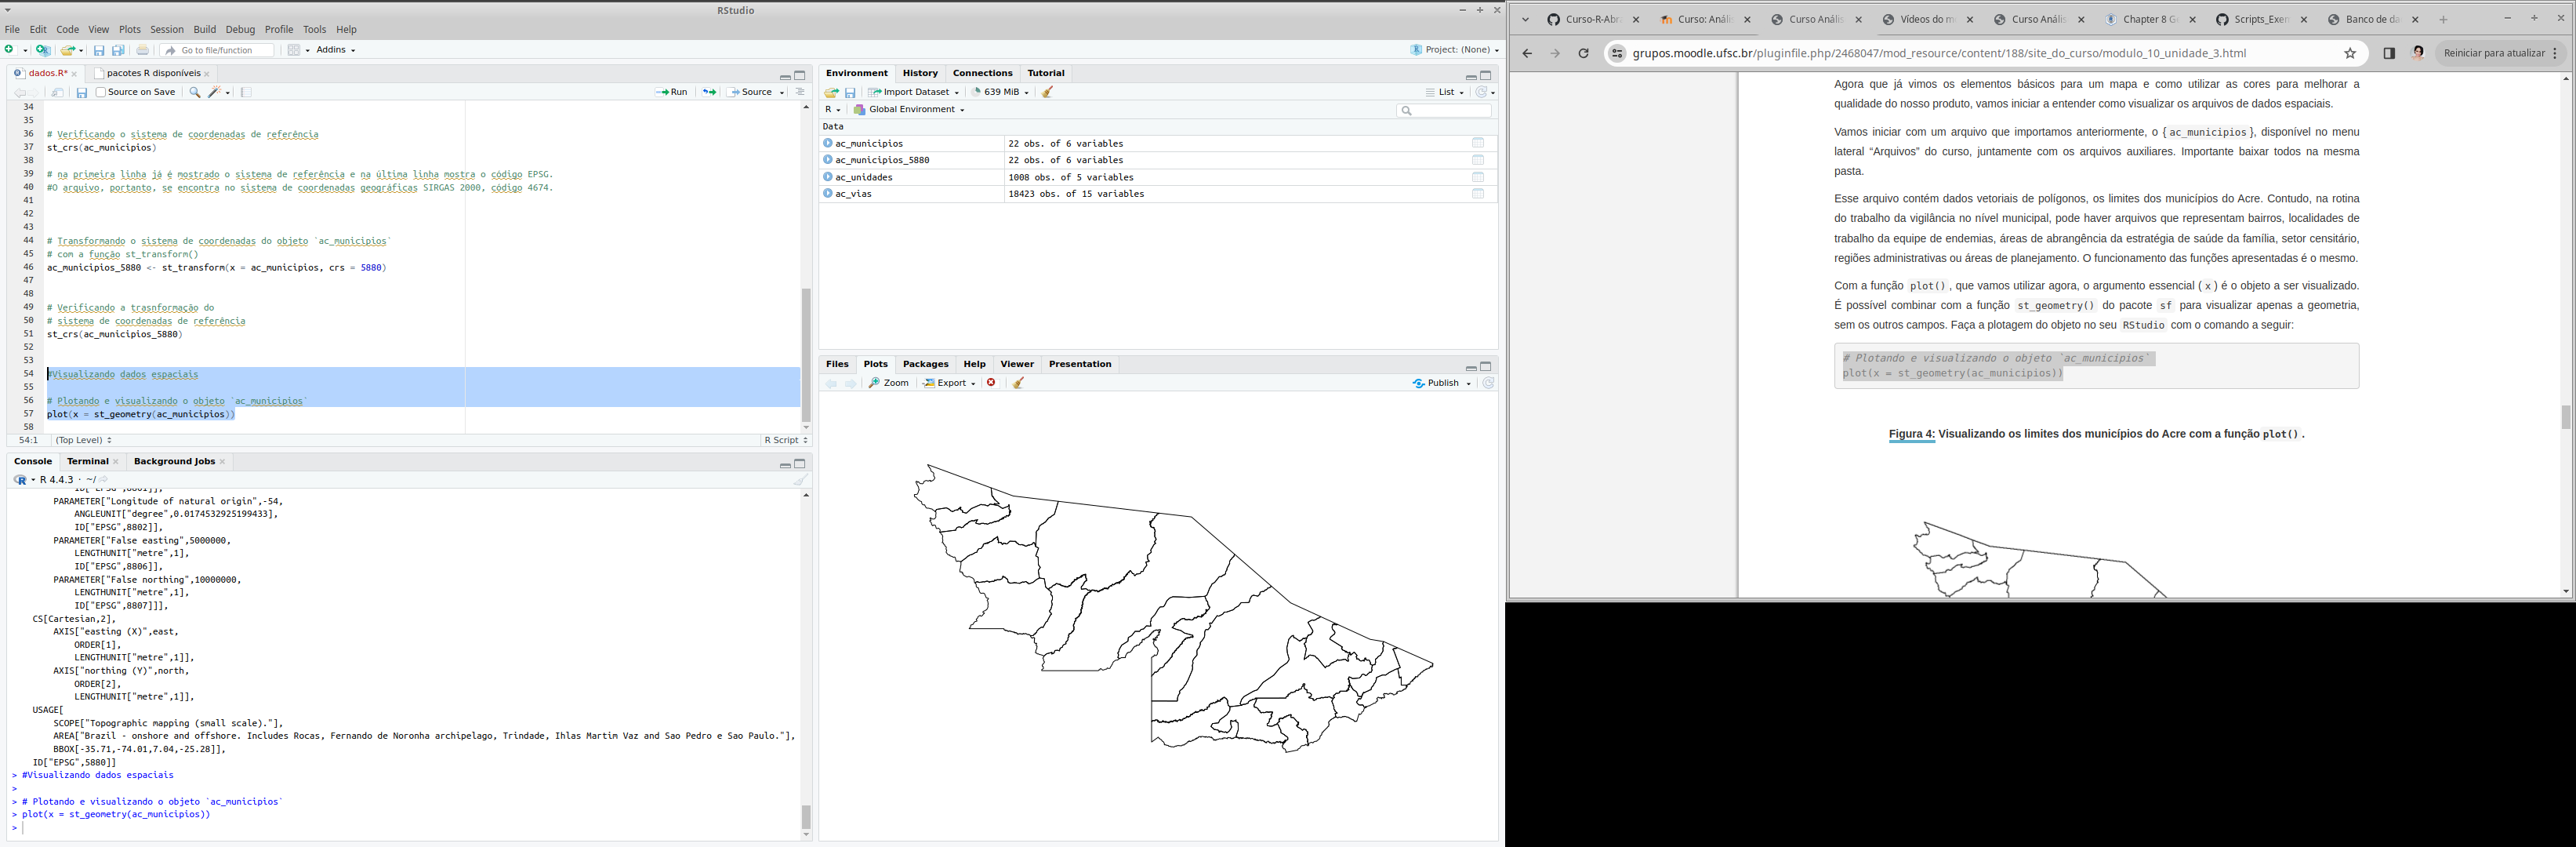 RStudio
File Edit Code View Plots Session Build Debug Profile Tools Help
Go to file/function
Addins
Project: (None)
dados.R*
pacotes R disponíveis
Source on Save
Run
Source
34
35
36 # Verificando o sistema de coordenadas de referência
37 st_crs(ac_municipios)
38
39 # na primeira linha já é mostrado o sistema de referência e na última linha mostra o código EPSG.
40 #O arquivo, portanto, se encontra no sistema de coordenadas geográficas SIRGAS 2000, código 4674.
41
42
43
44 # Transformando o sistema de coordenadas do objeto `ac_municipios`
45 # com a função st_transform()
46 ac_municipios_5880 <- st_transform(x = ac_municipios, crs = 5880)
47
48
49 # Verificando a trasnformação do
50 # sistema de coordenadas de referência
51 st_crs(ac_municipios_5880)
52
53
54 #Visualizando dados espaciais
55
56 # Plotando e visualizando o objeto `ac_municipios`
57 plot(x = st_geometry(ac_municipios))
58
54:1 (Top Level) R Script
Console Terminal Background Jobs
R 4.4.3 · ~/
ID["EPSG",8801]],
PARAMETER["Longitude of natural origin",-54,
ANGLEUNIT["degree",0.0174532925199433],
ID["EPSG",8802]],
PARAMETER["False easting",5000000,
LENGTHUNIT["metre",1],
ID["EPSG",8806]],
PARAMETER["False northing",10000000,
LENGTHUNIT["metre",1],
ID["EPSG",8807]]],
CS[Cartesian,2],
AXIS["easting (X)",east,
ORDER[1],
LENGTHUNIT["metre",1]],
AXIS["northing (Y)",north,
ORDER[2],
LENGTHUNIT["metre",1]],
USAGE[
SCOPE["Topographic mapping (small scale)."],
AREA["Brazil - onshore and offshore. Includes Rocas, Fernando de Noronha archipelago, Trindade, Ihlas Martim Vaz and Sao Pedro e Sao Paulo."],
BBOX[-35.71,-74.01,7.04,-25.28]],
ID["EPSG",5880]]
> #Visualizando dados espaciais
>
> # Plotando e visualizando o objeto `ac_municipios`
> plot(x = st_geometry(ac_municipios))
>
Environment History Connections Tutorial
Import Dataset 639 MiB List
R Global Environment
Data
ac_municipios 22 obs. of 6 variables
ac_municipios_5880 22 obs. of 6 variables
ac_unidades 1008 obs. of 5 variables
ac_vias 18423 obs. of 15 variables
Files Plots Packages Help Viewer Presentation
Zoom Export Publish
Curso-R-Abr
Curso: Anális
Curso Anális
Vídeos do m
Curso Anális
Chapter 8 G
Scripts_Exen
Banco de da
grupos.moodle.ufsc.br/pluginfile.php/2468047/mod_resource/content/188/site_do_curso/modulo_10_unidade_3.html
Reiniciar para atualizar
Agora que já vimos os elementos básicos para um mapa e como utilizar as cores para melhorar a
qualidade do nosso produto, vamos iniciar a entender como visualizar os arquivos de dados espaciais.
Vamos iniciar com um arquivo que importamos anteriormente, o {ac_municipios}, disponível no menu
lateral “Arquivos” do curso, juntamente com os arquivos auxiliares. Importante baixar todos na mesma
pasta.
Esse arquivo contém dados vetoriais de polígonos, os limites dos municípios do Acre. Contudo, na rotina
do trabalho da vigilância no nível municipal, pode haver arquivos que representam bairros, localidades de
trabalho da equipe de endemias, áreas de abrangência da estratégia de saúde da família, setor censitário,
regiões administrativas ou áreas de planejamento. O funcionamento das funções apresentadas é o mesmo.
Com a função plot(), que vamos utilizar agora, o argumento essencial (x) é o objeto a ser visualizado.
É possível combinar com a função st_geometry() do pacote sf para visualizar apenas a geometria,
sem os outros campos. Faça a plotagem do objeto no seu RStudio com o comando a seguir:
# Plotando e visualizando o objeto `ac_municipios`
plot(x = st_geometry(ac_municipios))
Figura 4: Visualizando os limites dos municípios do Acre com a função plot().